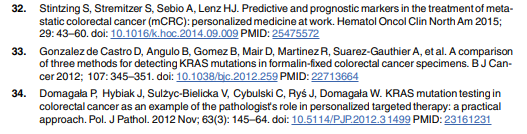 32. Stintzing S, Stremitzer S, Sebio A, Lenz HJ. Predictive and prognostic markers in the treatment of meta-
static colorectal cancer (mCRC): personalized medicine at work. Hematol Oncol Clin North Am 2015;
29: 43–60. doi: 10.1016/k.hoc.2014.09.009 PMID: 25475572
33. Gonzalez de Castro D, Angulo B, Gomez B, Mair D, Martinez R, Suarez-Gauthier A, et al. A comparison
of three methods for detecting KRAS mutations in formalin-fixed colorectal cancer specimens. B J Can-
cer 2012; 107: 345–351. doi: 10.1038/bjc.2012.259 PMID: 22713664
34. Domagała P, Hybiak J, Sulżyc-Bielicka V, Cybulski C, Ryś J, Domagała W. KRAS mutation testing in
colorectal cancer as an example of the pathologist's role in personalized targeted therapy: a practical
approach. Pol. J Pathol. 2012 Nov; 63(3): 145–64. doi: 10.5114/PJP.2012.31499 PMID: 23161231